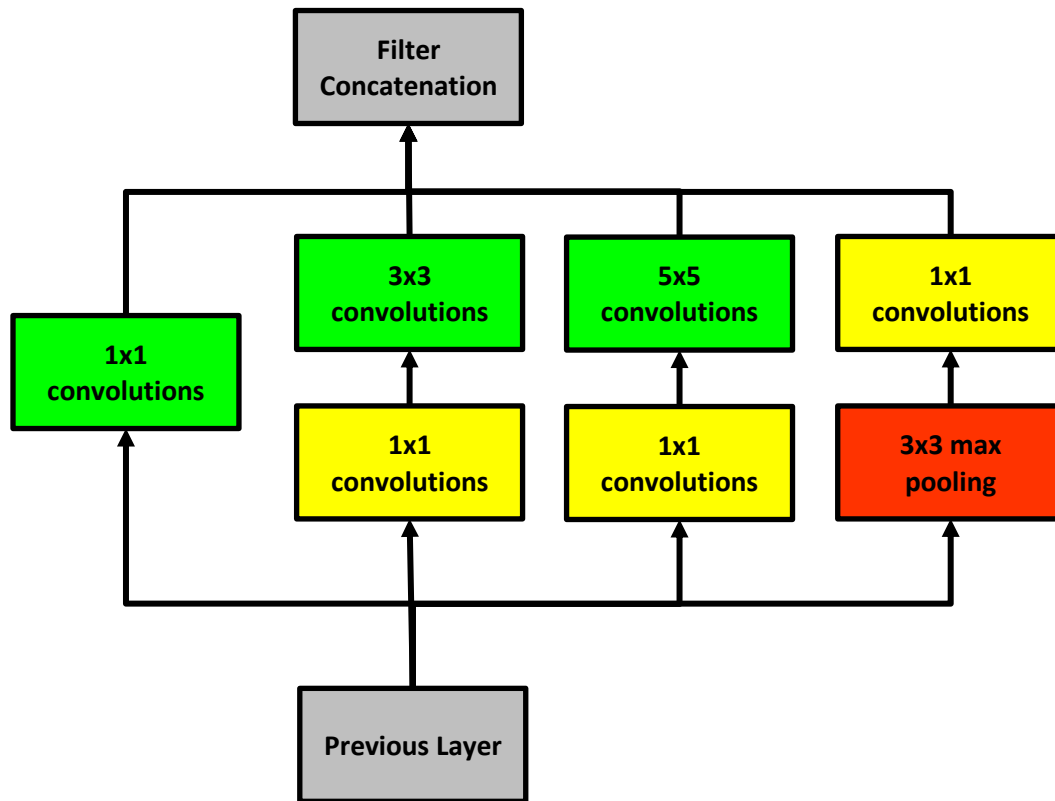 Filter
Concatenation
3x3
convolutions
5x5
convolutions
1x1
convolutions
1x1
convolutions
1x1
convolutions
1x1
convolutions
3x3 max
pooling
Previous Layer